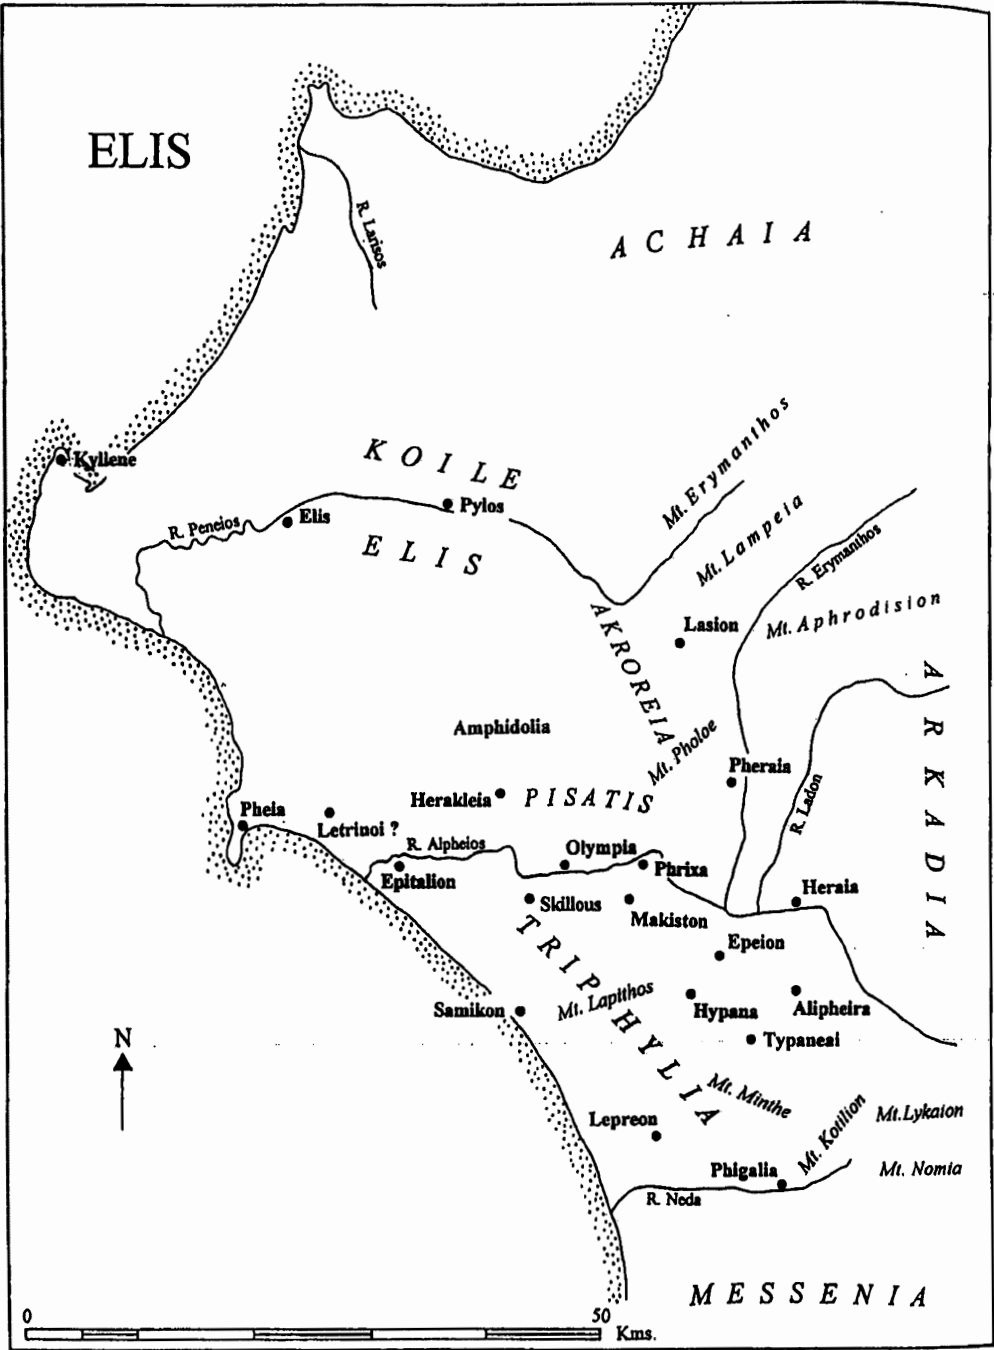 ELIS
R. Larisos
ACHAIA
KOILE
ELIS
Kyllene
R. Peneios
Elis
Pylos
Mt. Erymanthos
Mt. Lampeia
R. Erymanthos
Mt. Aphrodision
Lasion
AKROREIA
ARKADIA
Amphidolia
Mt. Pholoe
Pheraia
R. Ladon
Herakleia
PISATIS
Pheia
Letrinoi ?
R. Alpheios
Olympia
Phrixa
Epitalion
Skillous
Makiston
Heraia
Epeion
TRIPHYLIA
Mt. Lapithos
Samikon
Hypana
Alipheira
Typaneai
N
Mt. Minthe
Lepreon
Mt. Kotilion
Mt.Lykaion
Phigalia
Mt. Nomia
R. Neda
MESSENIA
0
50
Kms.